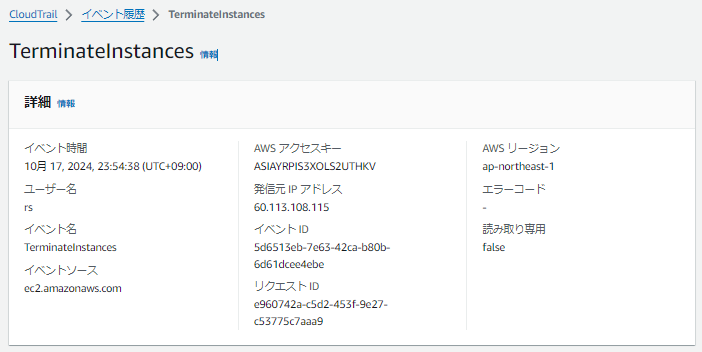 CloudTrail > イベント履歴 > TerminateInstances
TerminateInstances 情報
詳細 情報
イベント時間
10月 17, 2024, 23:54:38 (UTC+09:00)
ユーザー名
rs
イベント名
TerminateInstances
イベントソース
ec2.amazonaws.com
AWS アクセスキー
ASIAYRPIS3XOLS2UTHKV
発信元 IP アドレス
60.113.108.115
イベント ID
5d6513eb-7e63-42ca-b80b-
6d61dcee4ebe
リクエスト ID
e960742a-c5d2-453f-9e27-
c53775c7aaa9
AWS リージョン
ap-northeast-1
エラーコード
-
読み取り専用
false